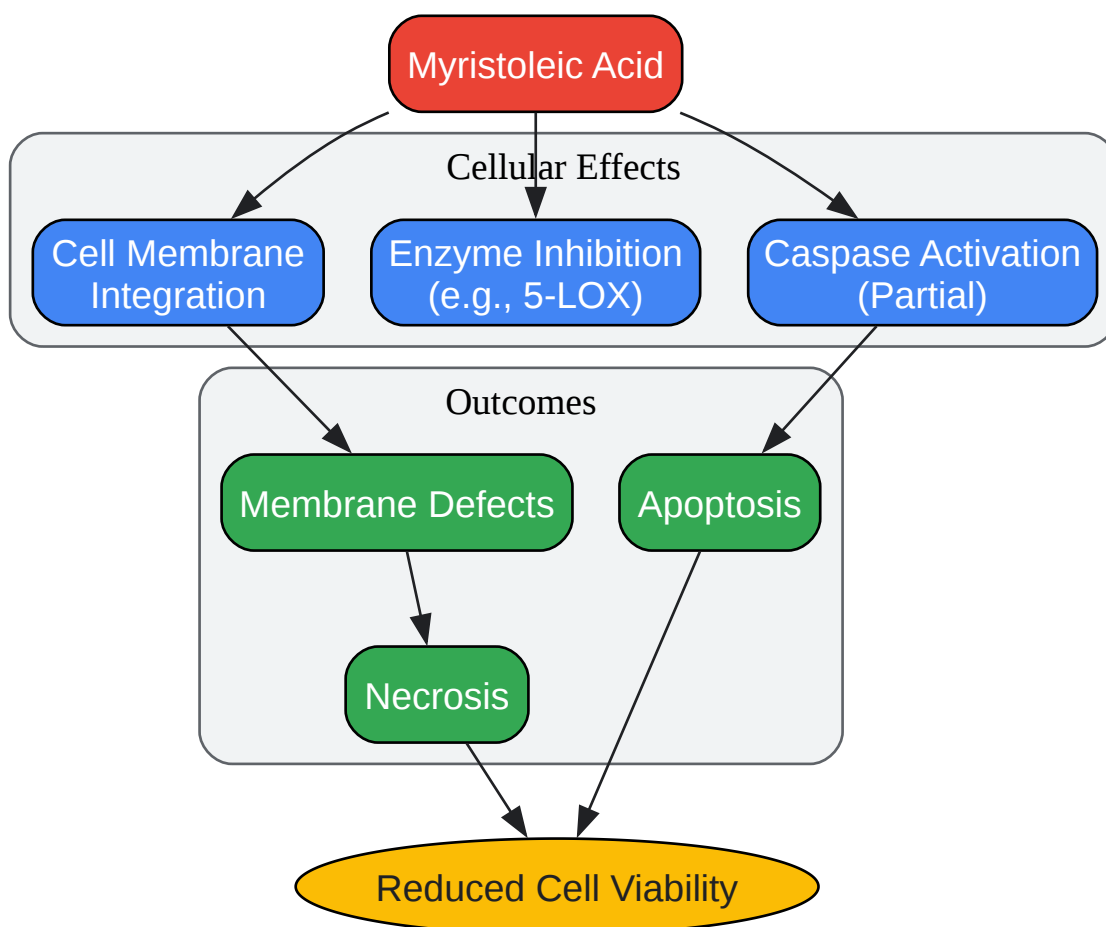 Myristoleic Acid
Cellular Effects
Cell Membrane
Integration
Enzyme Inhibition
(e.g., 5-LOX)
Caspase Activation
(Partial)
Outcomes
Membrane Defects
Apoptosis
Necrosis
Reduced Cell Viability